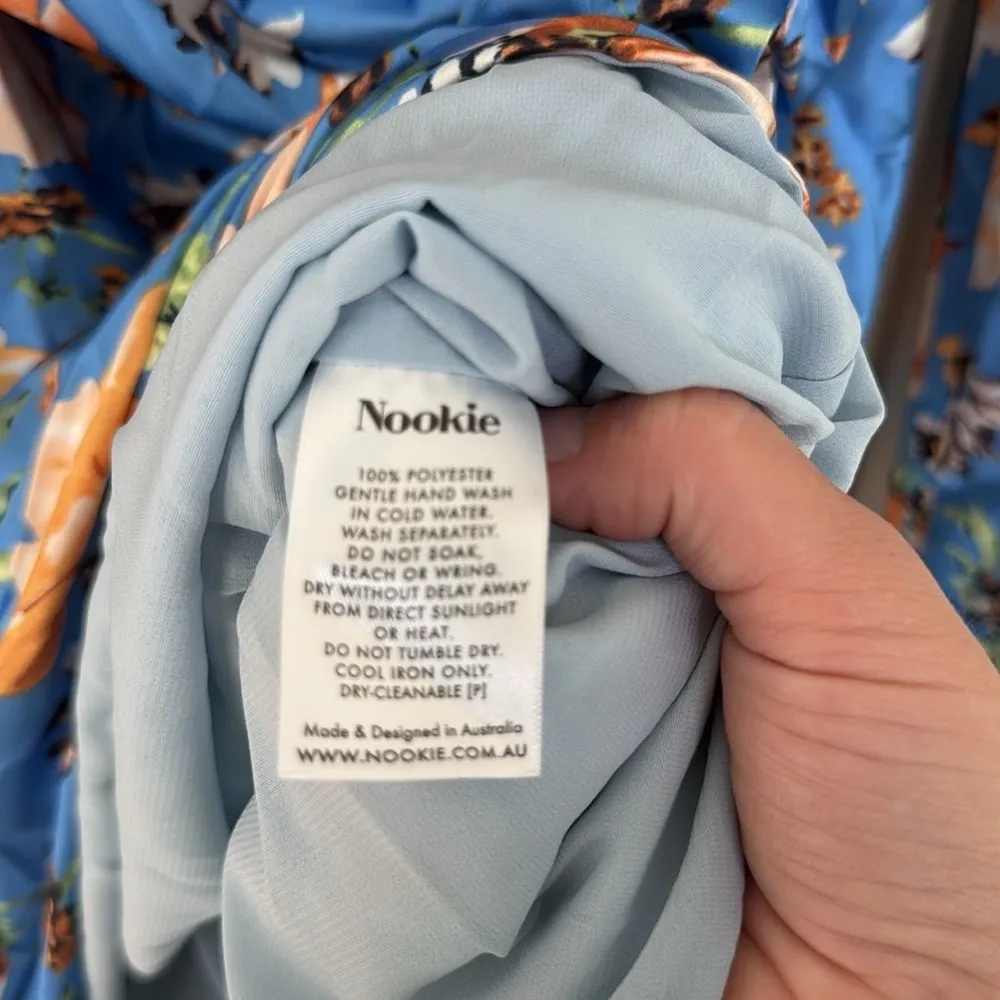 Nookie
100% POLYESTER
GENTLE HAND WASH
IN COLD WATER.
WASH SEPARATELY.
DO NOT SOAK,
BLEACH OR WRING.
DRY WITHOUT DELAY AWAY
FROM DIRECT SUNLIGHT
OR HEAT.
DO NOT TUMBLE DRY.
COOL IRON ONLY.
DRY-CLEANABLE [P]
Made & Designed in Australia
WWW.NOOKIE.COM.AU